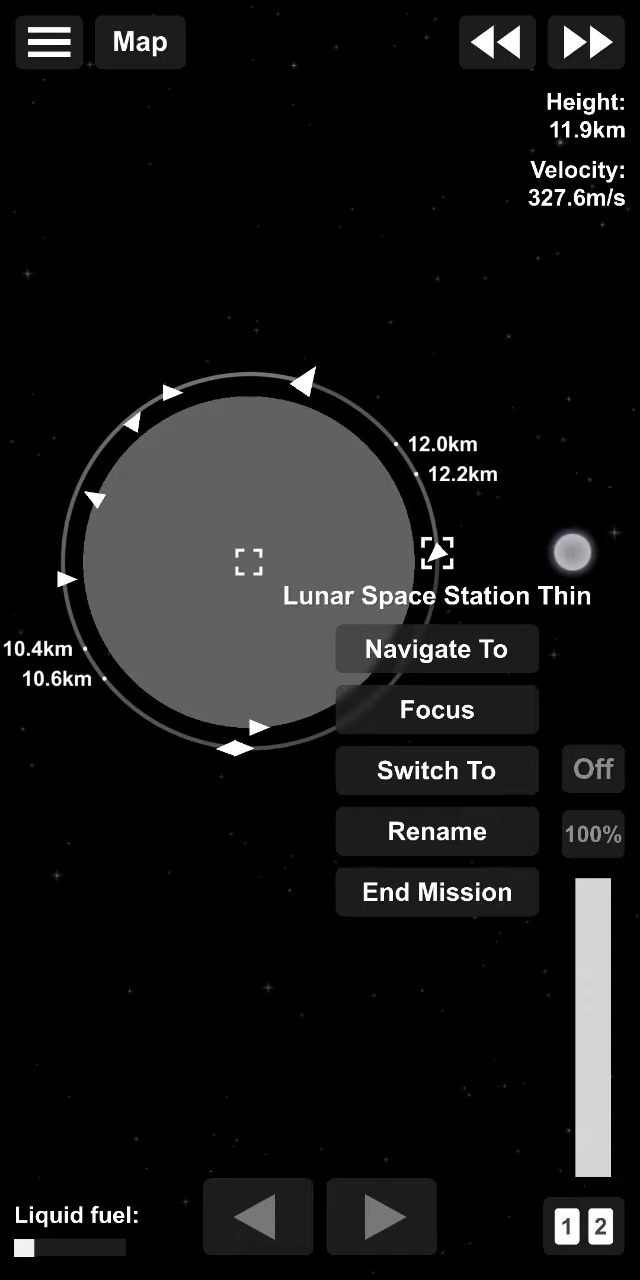 Map
Height:
11.9km
Velocity:
327.6m/s
12.0km
12.2km
Lunar Space Station Thin
10.4km
10.6km
Navigate To
Focus
Switch To
Off
Rename
100%
End Mission
Liquid fuel:
1 2